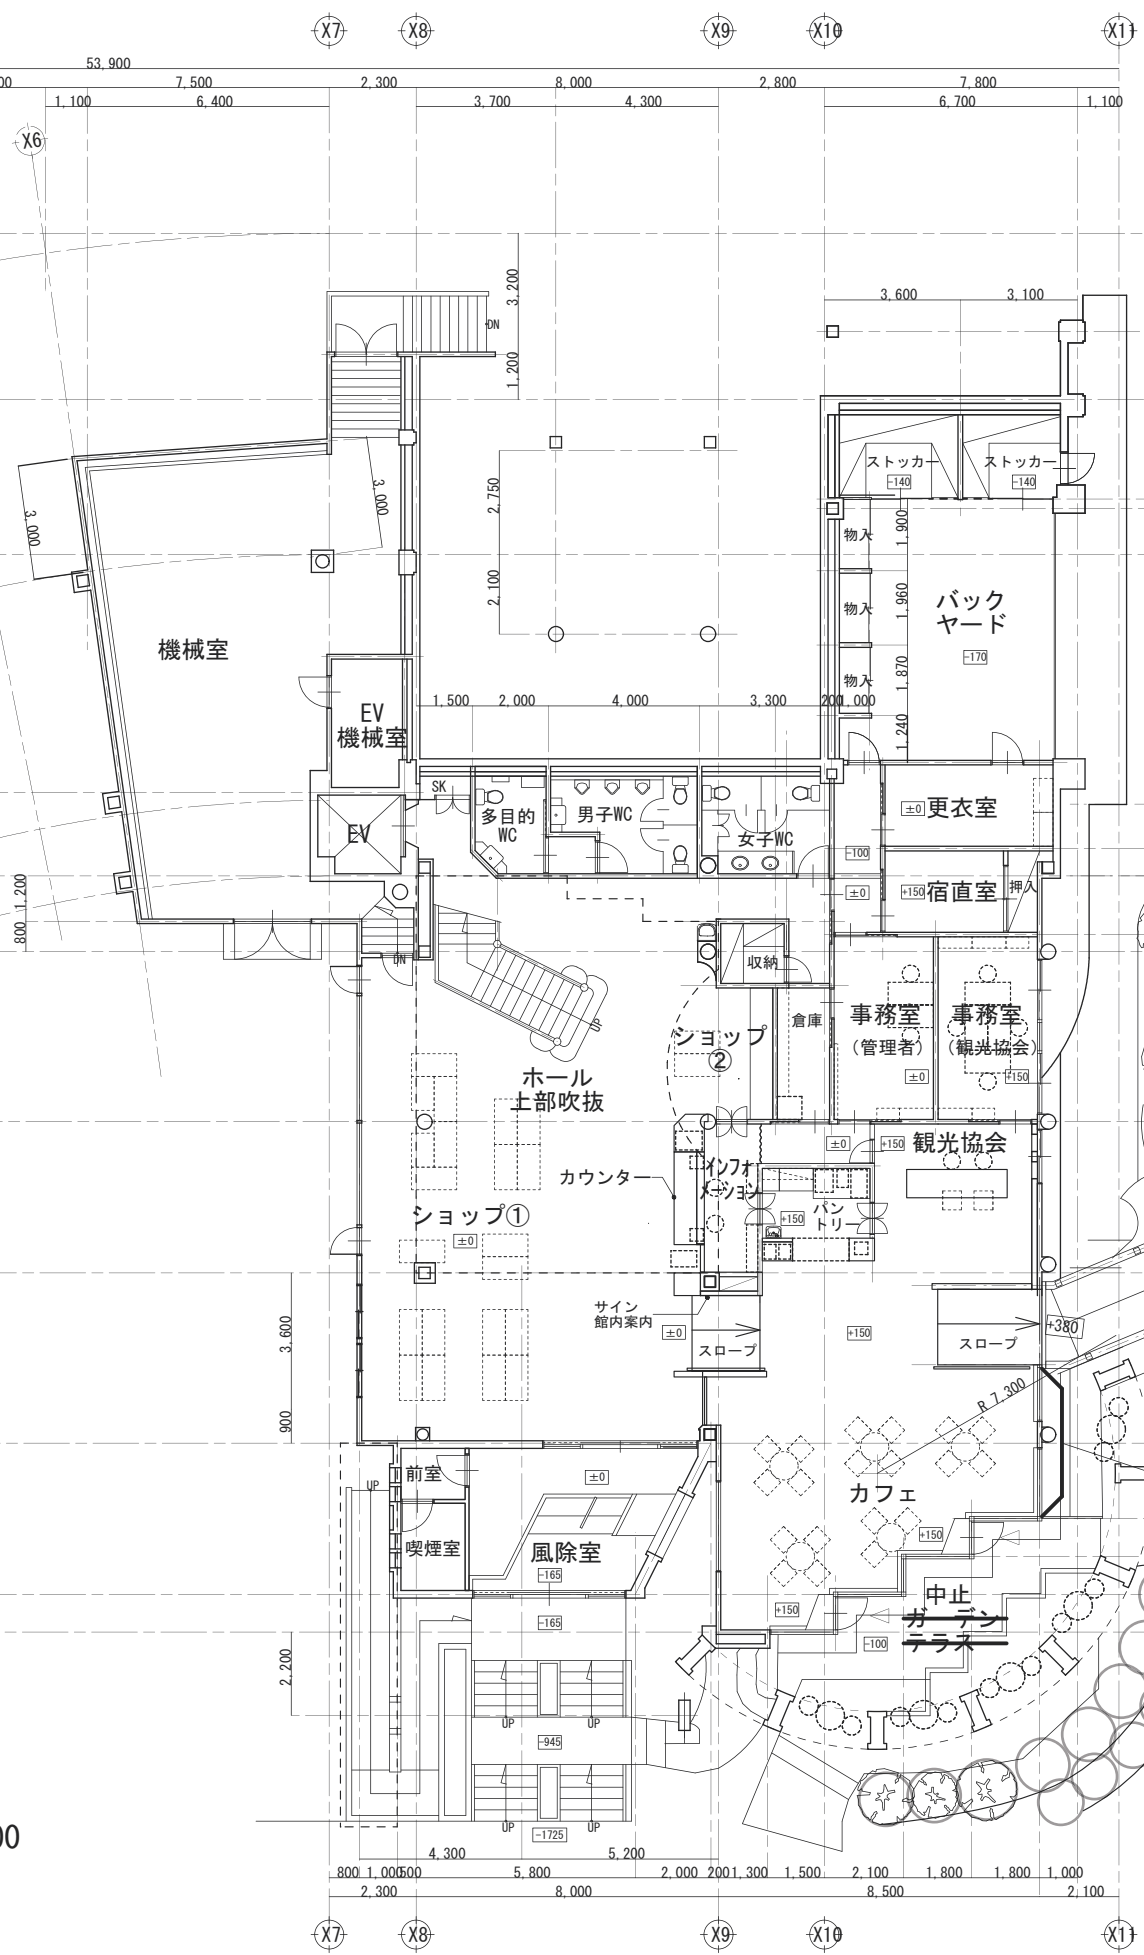 X7
X8
X9
X10
X11
53,900
00
7,500
2,300
8,000
2,800
7,800
1,100
6,400
3,700
4,300
6,700
1,100
X6
3,200
3,600
3,100
DN
1,200
ストッカー
ストッカー
-140
-140
3,000
3,000
2,750
物入
1,900
2,100
物入
1,960
バック
ヤード
機械室
-170
物入
1,870
1,500
2,000
4,000
3,300
200
1,000
EV
機械室
1,240
SK
多目的
WC
男子WC
女子WC
±0
更衣室
EV
-100
±0
+150
宿直室
押入
1,200
800
DN
収納
UP
ショップ
②
倉庫
事務室
(管理者)
事務室
(観光協会)
±0
+150
ホール
上部吹抜
±0
+150
観光協会
カウンター
インフォ
メーション
パン
トリー
+150
ショップ①
±0
サイン
館内案内
±0
スロープ
+150
スロープ
+380
3,600
R 7,300
900
前室
±0
UP
カフェ
喫煙室
風除室
+150
-165
中止
ガーデン
テラス
-165
+150
-100
2,200
UP
UP
-945
UP
UP
-1725
00
4,300
5,200
800
1,000
600
5,800
2,000
200
1,300
1,500
2,100
1,800
1,800
1,000
2,300
8,000
8,500
2,100
X7
X8
X9
X10
X11